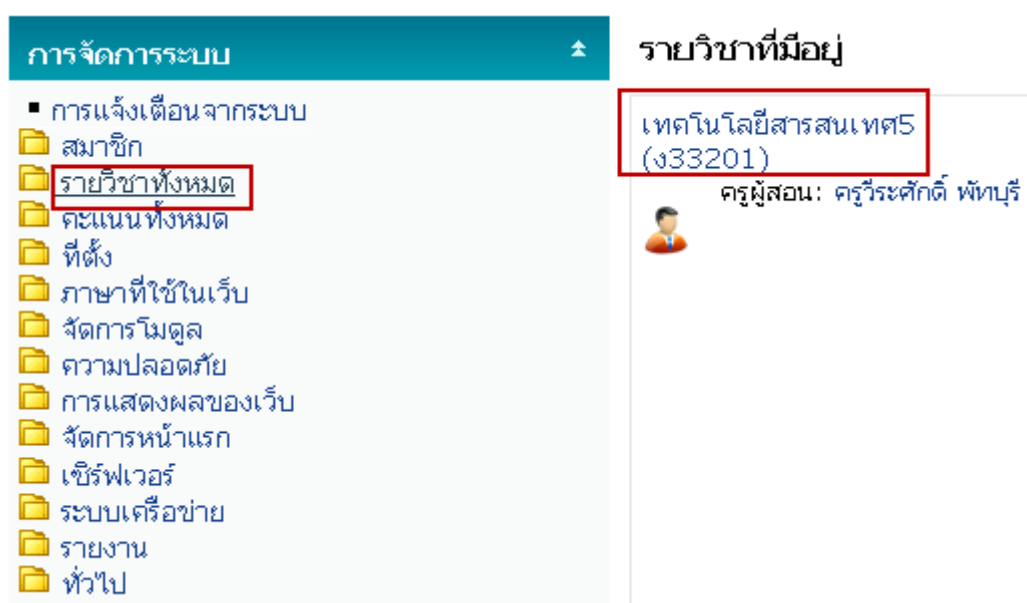 การจัดการระบบ
การแจ้งเตือนจากระบบ
สมาชิก
รายวิชาทั้งหมด
คะแนนทั้งหมด
ที่ตั้ง
ภาษาที่ใช้ในเว็บ
จัดการโมดูล
ความปลอดภัย
การแสดงผลของเว็บ
จัดการหน้าแรก
เซิร์ฟเวอร์
ระบบเครือข่าย
รายงาน
ทั่วไป
รายวิชาที่มีอยู่
เทคโนโลยีสารสนเทศ5
(ง33201)
ครูผู้สอน: ครูวีระศักดิ์ พัทบุรี